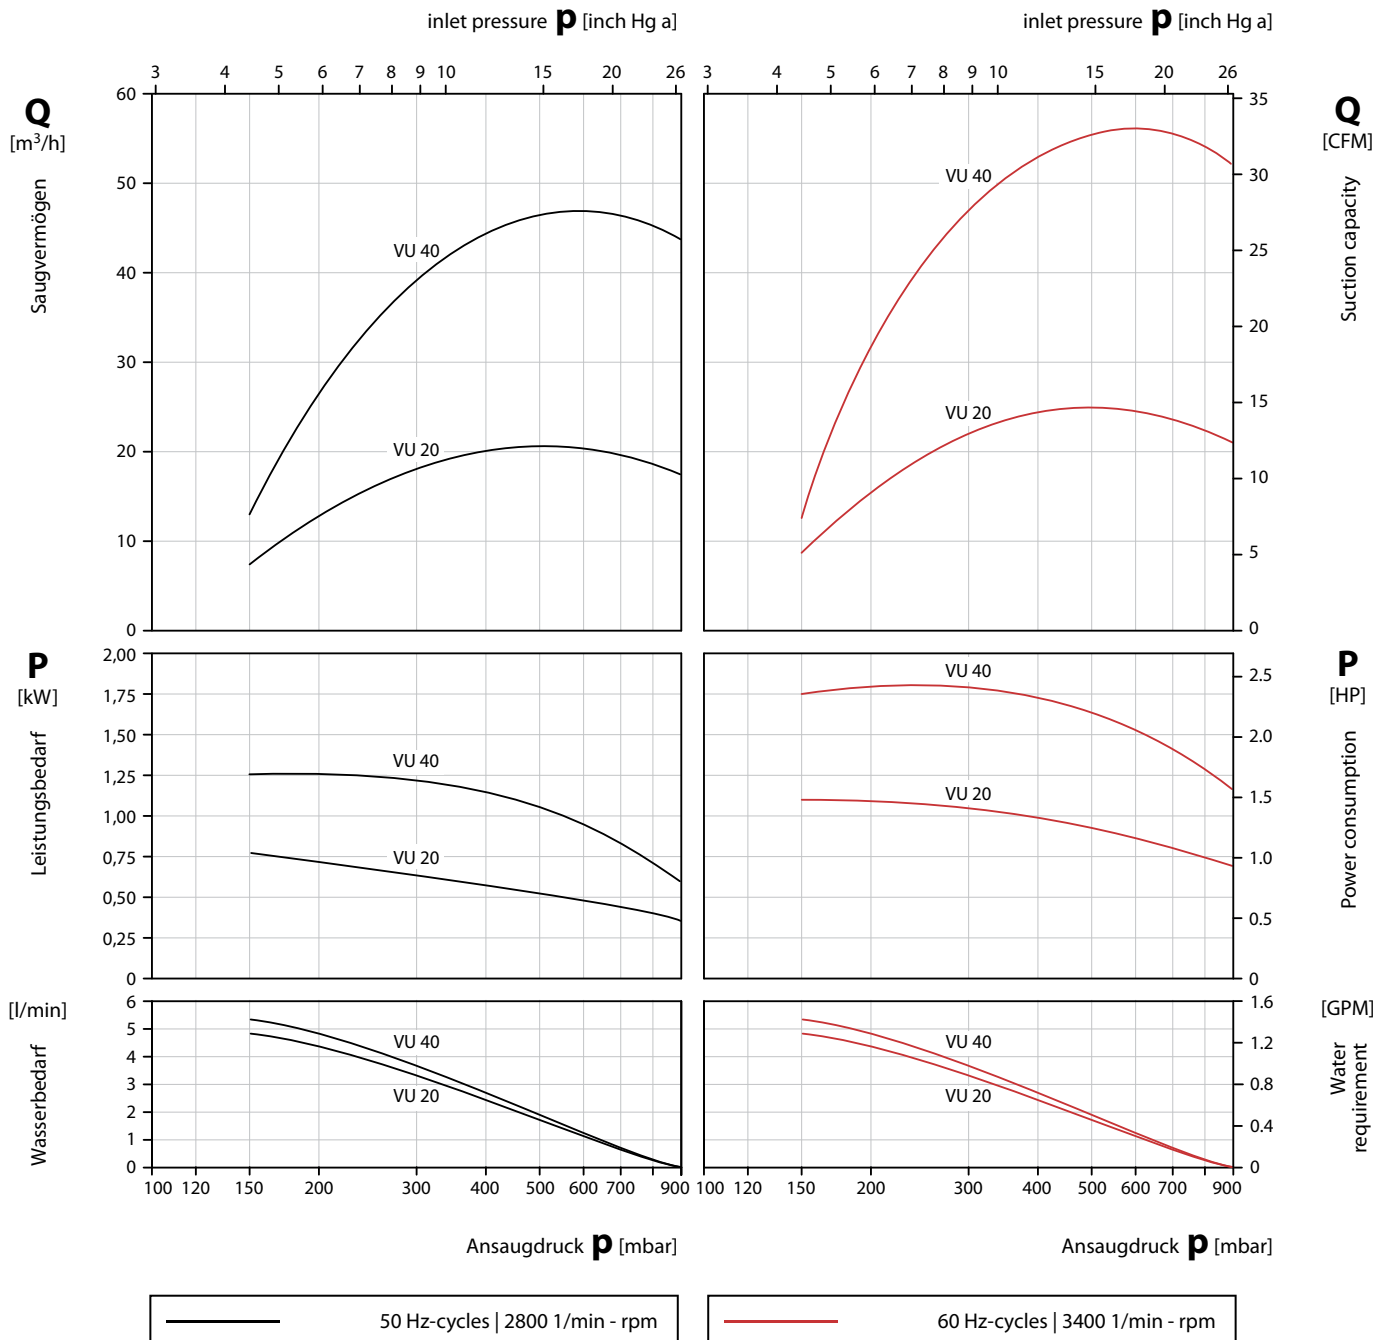 inlet pressure p [inch Hg a]
inlet pressure p [inch Hg a]
3 4 5 6 7 8 9 10 15 20 26
3 4 5 6 7 8 9 10 15 20 26
Q
[m³/h]
Saugvermögen
60
50
40
30
20
10
0
VU 40
VU 20
VU 40
VU 20
35
30
25
20
15
10
5
0
Q
[CFM]
Suction capacity
P
[kW]
Leistungsbedarf
2,00
1,75
1,50
1,25
1,00
0,75
0,50
0,25
0
VU 40
VU 20
VU 40
VU 20
2.5
2.0
1.5
1.0
0.5
0
P
[HP]
Power consumption
[l/min]
Wasserbedarf
6
5
4
3
2
1
0
VU 40
VU 20
VU 40
VU 20
1.6
1.2
0.8
0.4
0
[GPM]
Water
requirement
100 120 150 200 300 400 500 600 700 900
100 120 150 200 300 400 500 600 700 900
Ansaugdruck p [mbar]
Ansaugdruck p [mbar]
50 Hz-cycles | 2800 1/min - rpm
60 Hz-cycles | 3400 1/min - rpm